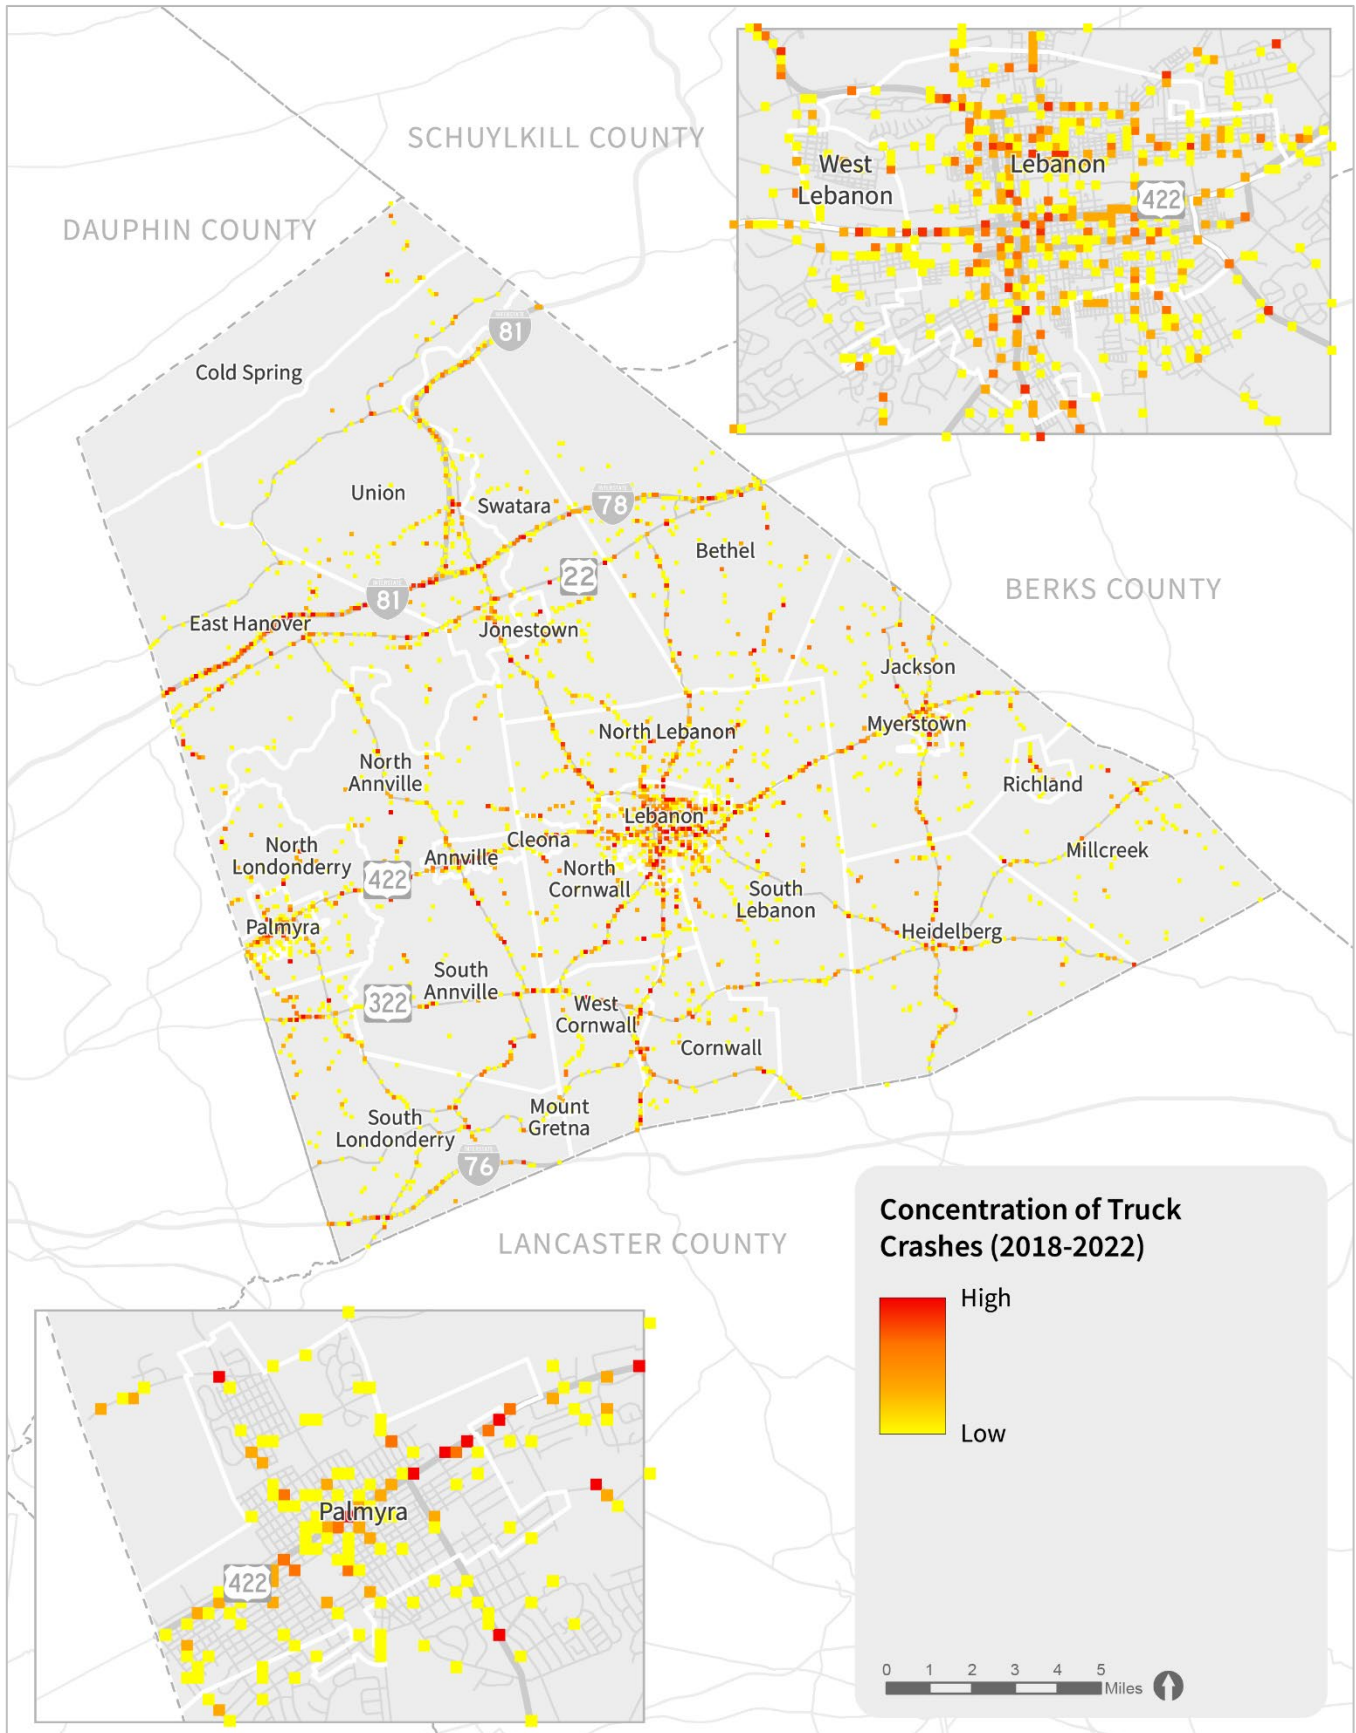 SCHUYLKILL COUNTY
DAUPHIN COUNTY
West
Lebanon
Lebanon
422
81
Cold Spring
Union
Swatara
78
Bethel
22
BERKS COUNTY
81
East Hanover
Jonestown
Jackson
Myerstown
North Lebanon
North
Annville
Richland
Lebanon
Cleona
North
Londonderry
Annville
Millcreek
422
North
Cornwall
South
Lebanon
Palmyra
Heidelberg
South
Annville
322
West
Cornwall
Cornwall
Mount
Gretna
South
Londonderry
76
LANCASTER COUNTY
Concentration of Truck
Crashes (2018-2022)
High
Low
Palmyra
422
0 1 2 3 4 5
Miles